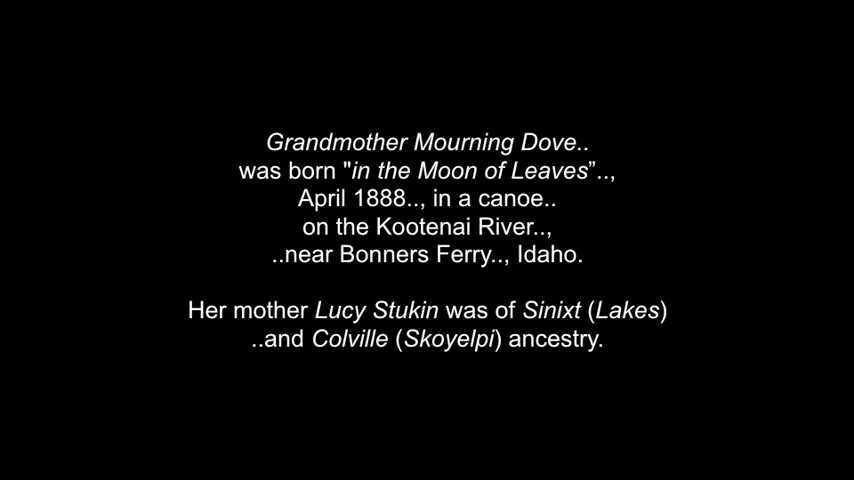 Grandmother Mourning Dove..
was born "in the Moon of Leaves”..,
April 1888.., in a canoe..
on the Kootenai River..,
..near Bonners Ferry.., Idaho.
Her mother Lucy Stukin was of Sinixt (Lakes)
..and Colville (Skoyelpi) ancestry.